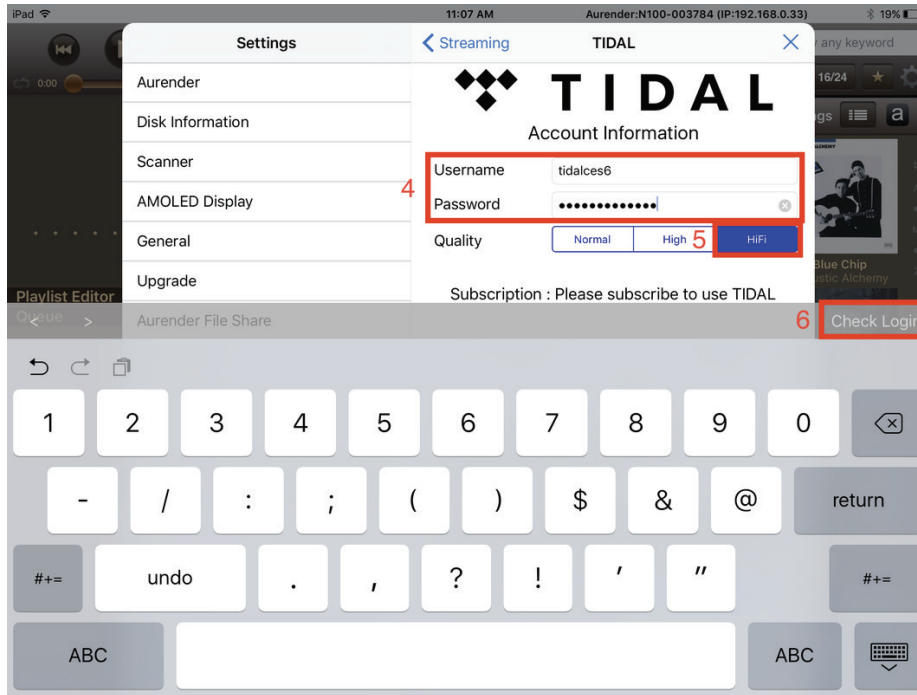 iPad 11:07 AM Aurender:N100-003784 (IP:192.168.0.33) 19%
Settings
Streaming TIDAL
any keyword
0:00
16/24
Aurender
TIDAL
Disk Information
Account Information
Scanner
4
Username tidalces6
AMOLED Display
Password •••••••••••••
General
Quality Normal High 5 HiFi
Blue Chip
Upgrade
Subscription : Please subscribe to use TIDAL
Playlist Editor
Queue
Aurender File Share
6 Check Login
1 2 3 4 5 6 7 8 9 0
- / : ; ( ) $ & @ return
#+= undo . , ? ! ' " #+=
ABC ABC